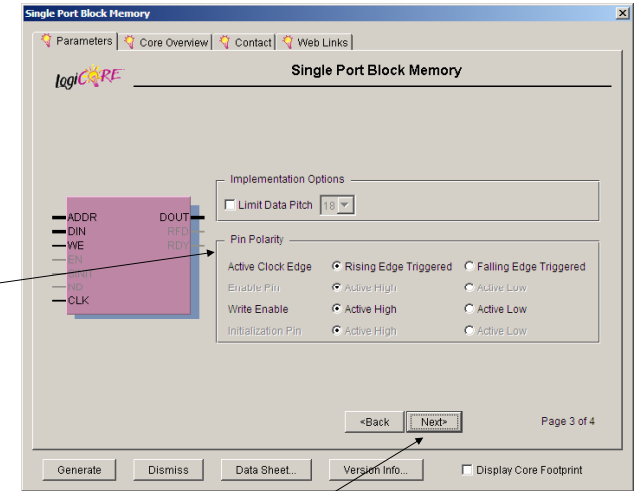 Single Port Block Memory
Parameters Core Overview Contact Web Links
logiCORE Single Port Block Memory
Implementation Options
Limit Data Pitch 18
ADDR DOUT
DIN RFD
WE RDY
EN
SINIT
ND
CLK
Pin Polarity
Active Clock Edge Rising Edge Triggered Falling Edge Triggered
Enable Pin Active High Active Low
Write Enable Active High Active Low
Initialization Pin Active High Active Low
<Back Next> Page 3 of 4
Generate Dismiss Data Sheet... Version Info... Display Core Footprint